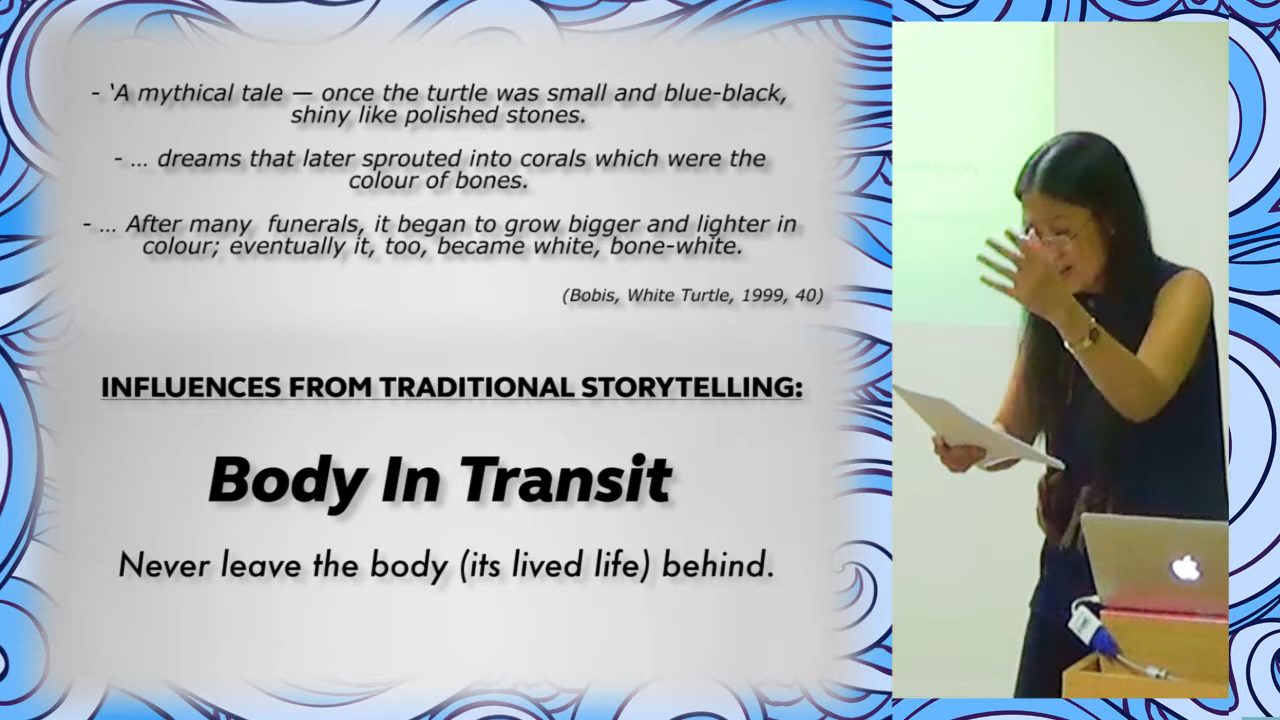 - ‘A mythical tale — once the turtle was small and blue-black,
shiny like polished stones.
- ... dreams that later sprouted into corals which were the
colour of bones.
- ... After many  funerals, it began to grow bigger and lighter in
colour; eventually it, too, became white, bone-white.
(Bobis, White Turtle, 1999, 40)
INFLUENCES FROM TRADITIONAL STORYTELLING:
Body In Transit
Never leave the body (its lived life) behind.